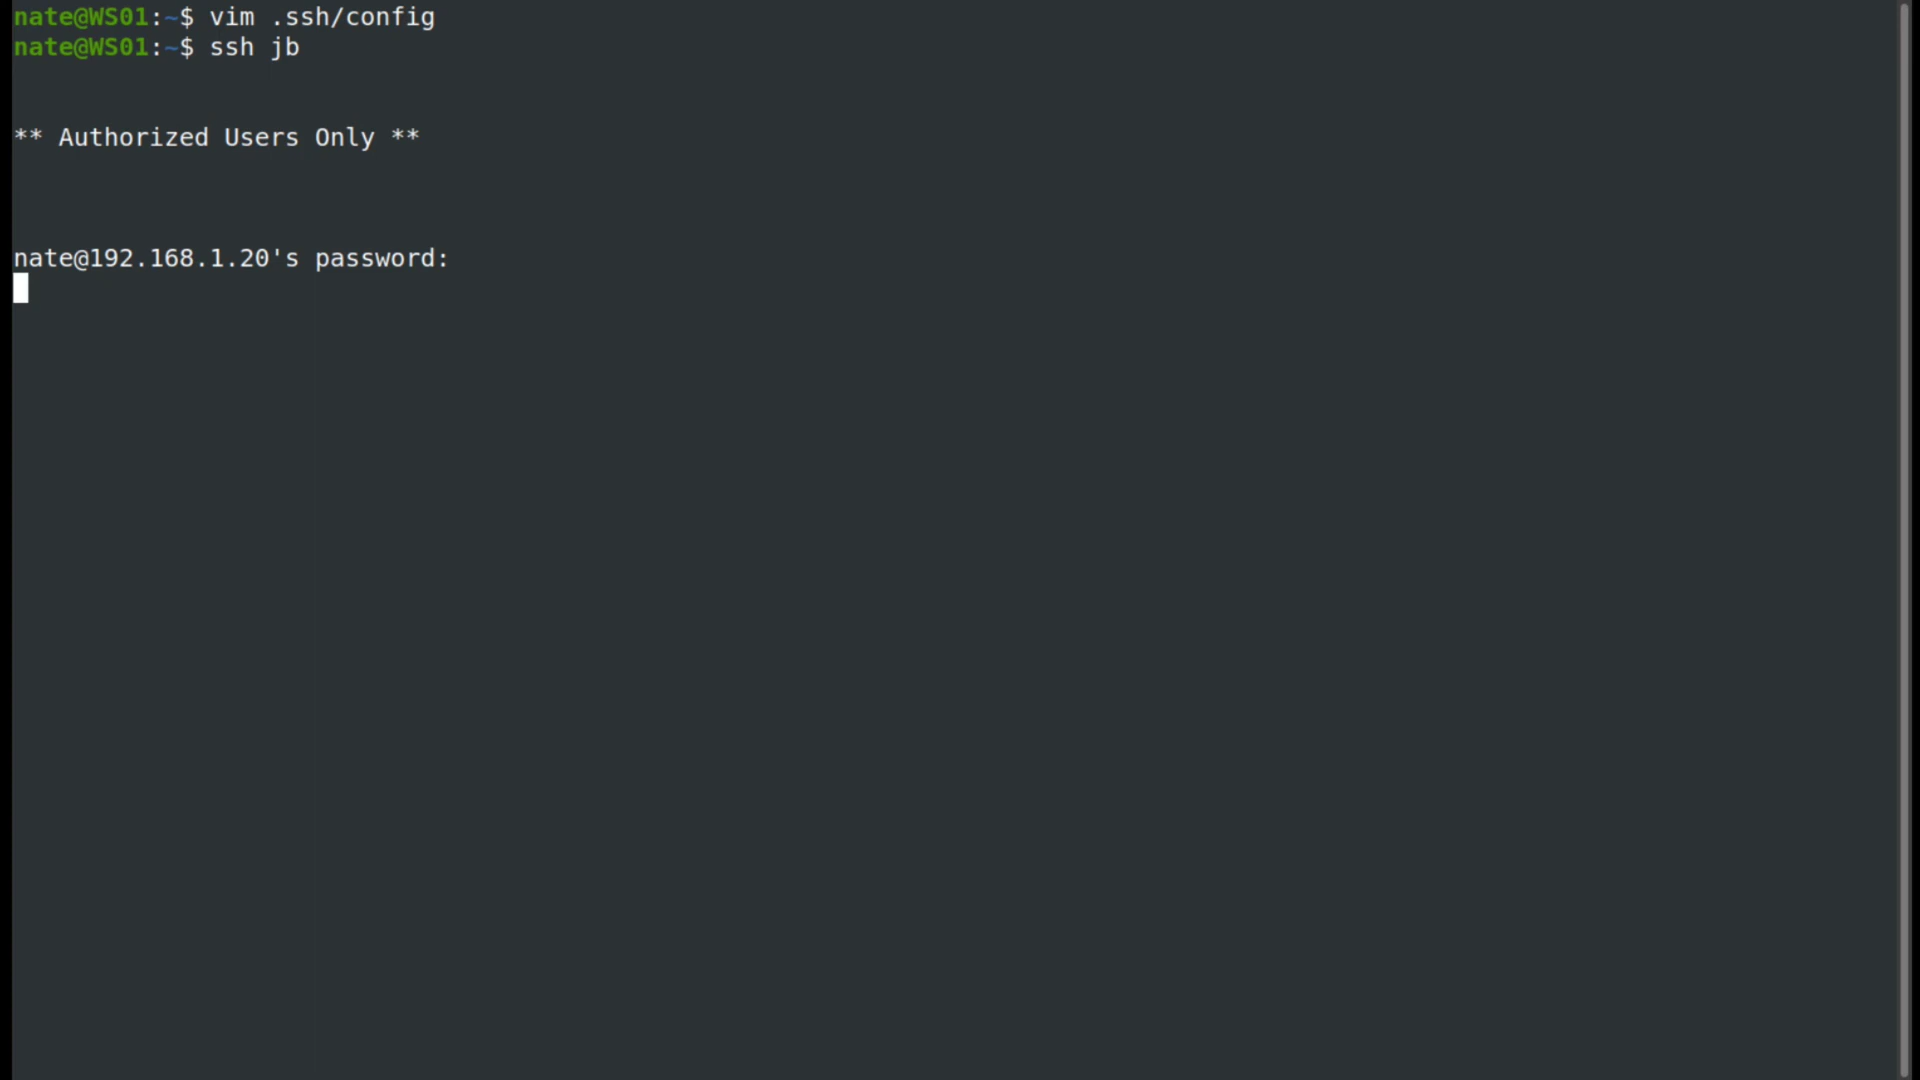 nate@WS01:~$ vim .ssh/config
nate@WS01:~$ ssh jb
** Authorized Users Only **
nate@192.168.1.20's password: